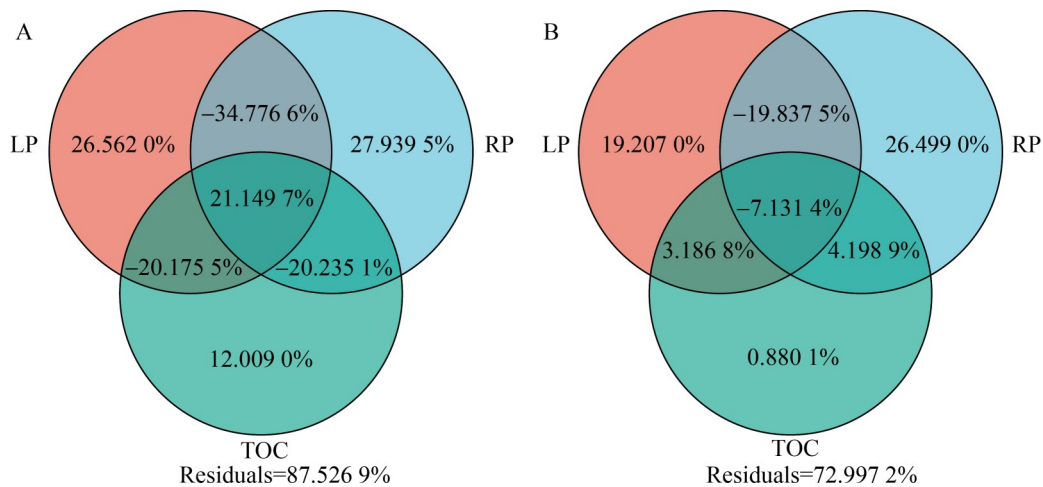 A
−34.776 6%
LP
26.562 0%
27.939 5%
RP
21.149 7%
−20.175 5%
−20.235 1%
12.009 0%
TOC
Residuals=87.526 9%
B
−19.837 5%
LP
19.207 0%
26.499 0%
RP
−7.131 4%
3.186 8%
4.198 9%
0.880 1%
TOC
Residuals=72.997 2%